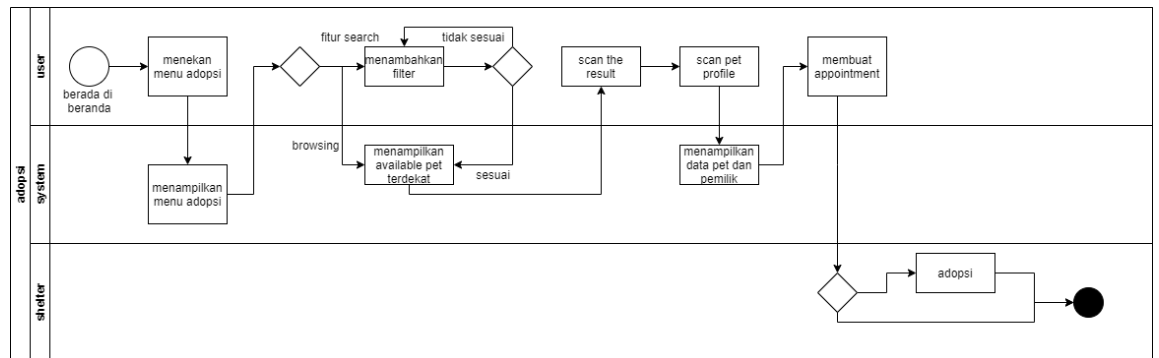 adopsi
user
berada di
beranda
menekan
menu adopsi
fitur search
menambahkan
filter
tidak sesuai
scan the
result
scan pet
profile
membuat
appointment
system
menampilkan
menu adopsi
browsing
menampilkan
available pet
terdekat
sesuai
menampilkan
data pet dan
pemilik
shelter
adopsi